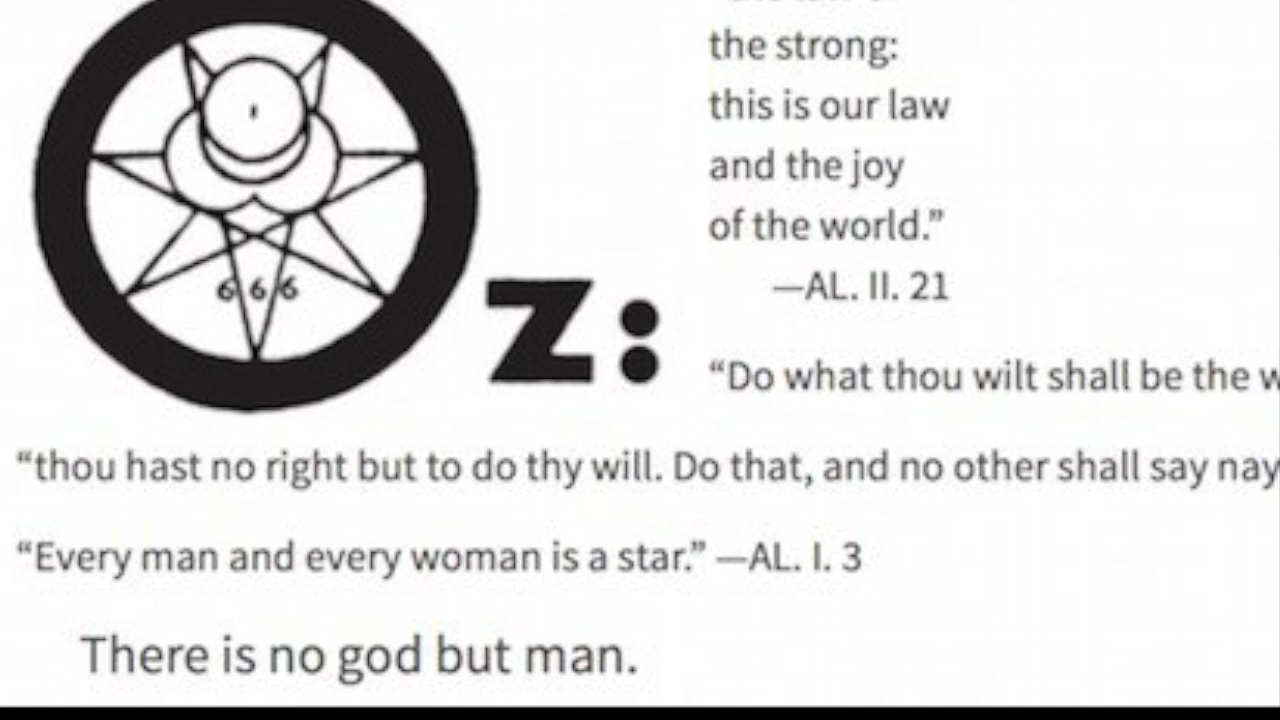 the strong:
this is our law
and the joy
of the world.”
—AL. II. 21
666
z:
“Do what thou wilt shall be the
“thou hast no right but to do thy will. Do that, and no other shall say nay
“Every man and every woman is a star.” —AL. I. 3
There is no god but man.